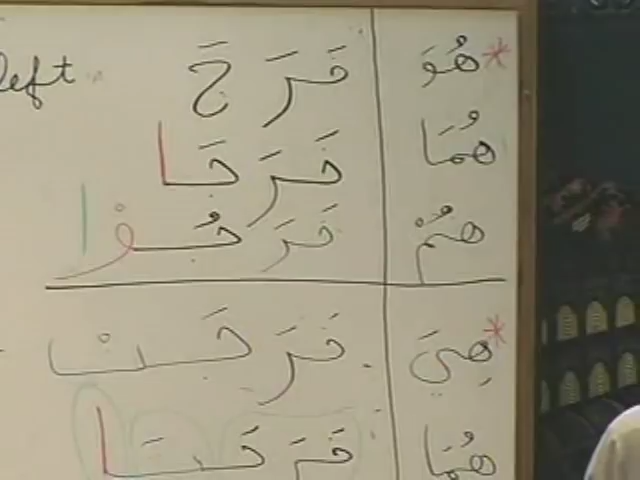 * هُوَ خَرَجَ left
هُمَا خَرَجَا
هُمْ خَرَجُوْا
* هِيَ خَرَجَتْ
هُمَا خَرَجَتَا